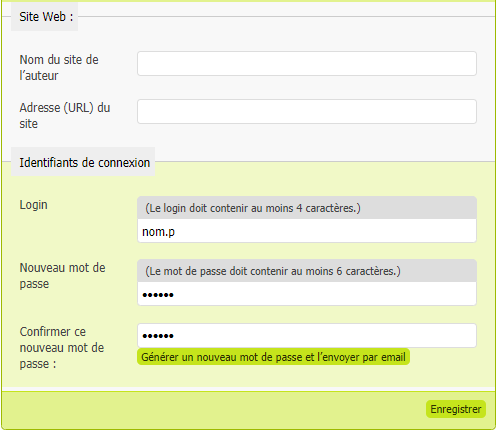 Site Web :
Nom du site de
l'auteur
Adresse (URL) du
site
Identifiants de connexion
Login
(Le login doit contenir au moins 4 caractères.)
nom.p
Nouveau mot de
passe
(Le mot de passe doit contenir au moins 6 caractères.)
••••••
Confirmer ce
nouveau mot de
passe :
••••••
Générer un nouveau mot de passe et l'envoyer par email
Enregistrer